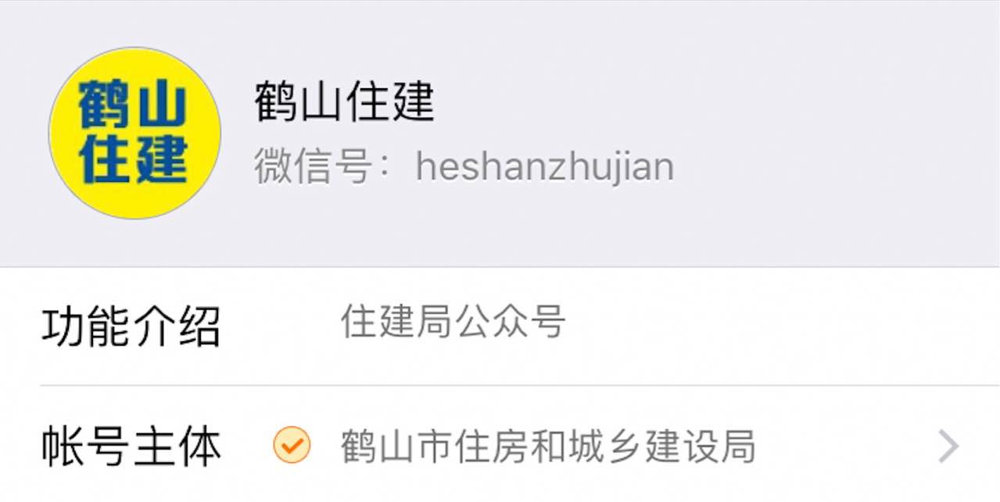 鹤山
住建
鹤山住建
微信号：heshanzhujian
功能介绍 住建局公众号
帐号主体 鹤山市住房和城乡建设局